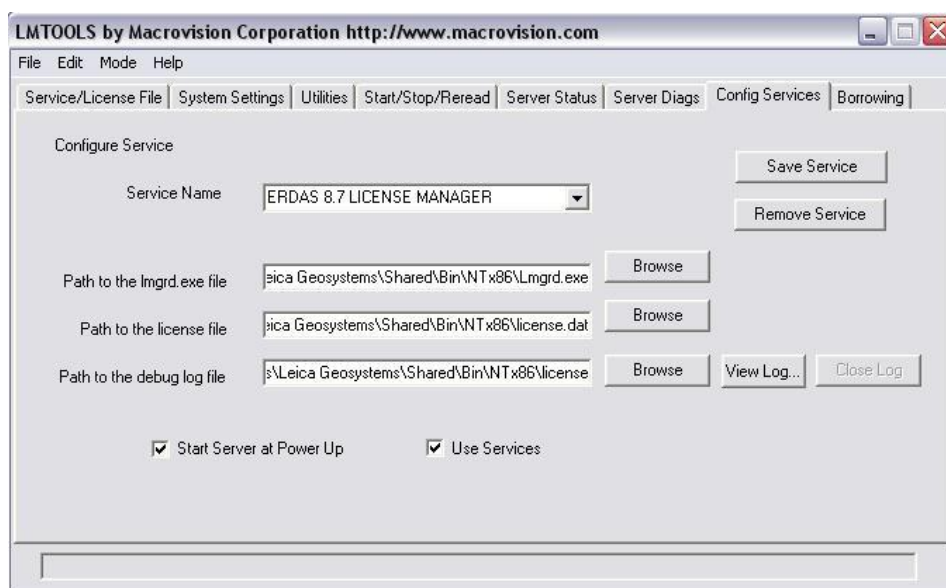 LMTOOLS by Macrovision Corporation http://www.macrovision.com
File Edit Mode Help
Service/License File System Settings Utilities Start/Stop/Reread Server Status Server Diags Config Services Borrowing
Configure Service
Save Service
Service Name ERDAS 8.7 LICENSE MANAGER
Remove Service
Path to the lmgrd.exe file eica Geosystems\Shared\Bin\NTx86\Lmgrd.exe Browse
Path to the license file eica Geosystems\Shared\Bin\NTx86\license.dat Browse
Path to the debug log file s\Leica Geosystems\Shared\Bin\NTx86\license Browse View Log... Close Log
Start Server at Power Up Use Services